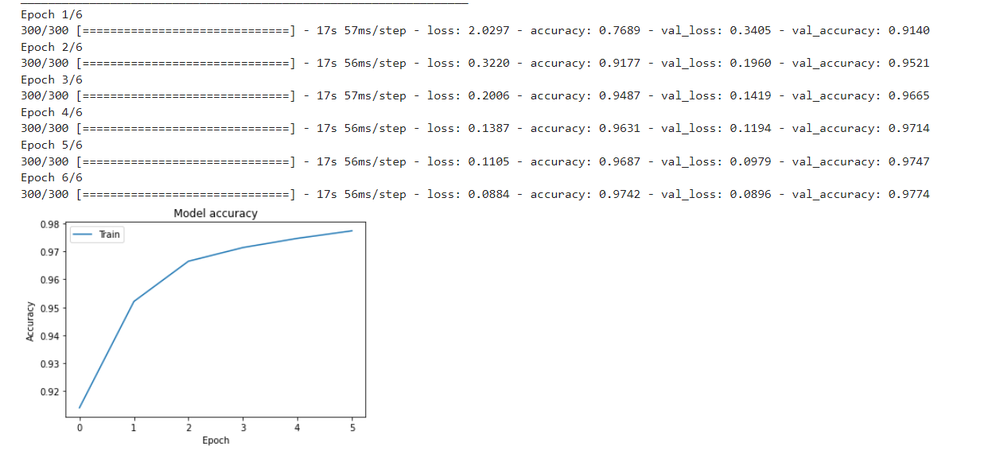 Epoch 1/6
300/300 [==============================] - 17s 57ms/step - loss: 2.0297 - accuracy: 0.7689 - val_loss: 0.3405 - val_accuracy: 0.9140
Epoch 2/6
300/300 [==============================] - 17s 56ms/step - loss: 0.3220 - accuracy: 0.9177 - val_loss: 0.1960 - val_accuracy: 0.9521
Epoch 3/6
300/300 [==============================] - 17s 57ms/step - loss: 0.2006 - accuracy: 0.9487 - val_loss: 0.1419 - val_accuracy: 0.9665
Epoch 4/6
300/300 [==============================] - 17s 56ms/step - loss: 0.1387 - accuracy: 0.9631 - val_loss: 0.1194 - val_accuracy: 0.9714
Epoch 5/6
300/300 [==============================] - 17s 56ms/step - loss: 0.1105 - accuracy: 0.9687 - val_loss: 0.0979 - val_accuracy: 0.9747
Epoch 6/6
300/300 [==============================] - 17s 56ms/step - loss: 0.0884 - accuracy: 0.9742 - val_loss: 0.0896 - val_accuracy: 0.9774
Model accuracy
Train
0.98
0.97
0.96
0.95
0.94
0.93
0.92
Accuracy
0 1 2 3 4 5
Epoch